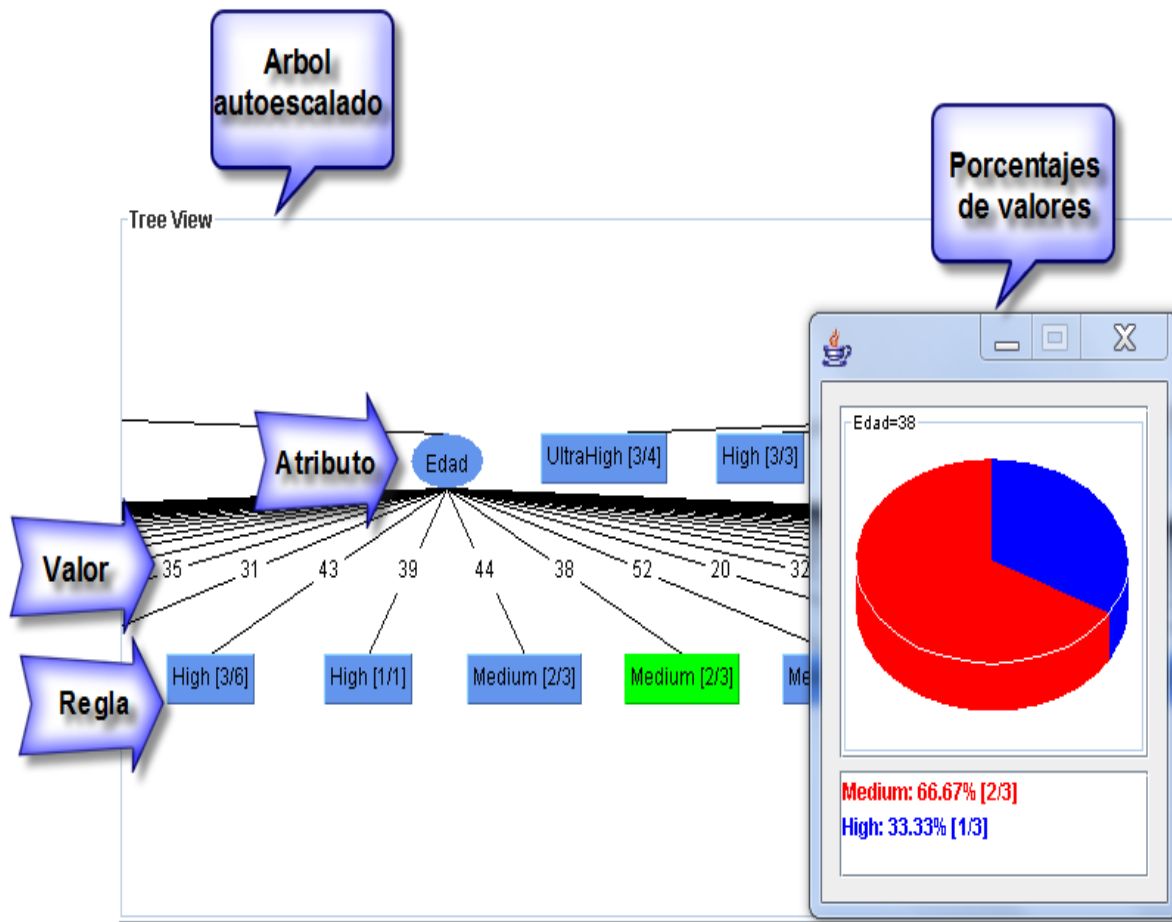 Arbol
autoescalado
Porcentajes
de valores
Tree View
Edad=38
Atributo
Edad
UltraHigh [3/4]
High [3/3]
Valor
35 31 43 39 44 38 52 20 32
Regla
High [3/6]
High [1/1]
Medium [2/3]
Medium [2/3]
Medium: 66.67% [2/3]
High: 33.33% [1/3]